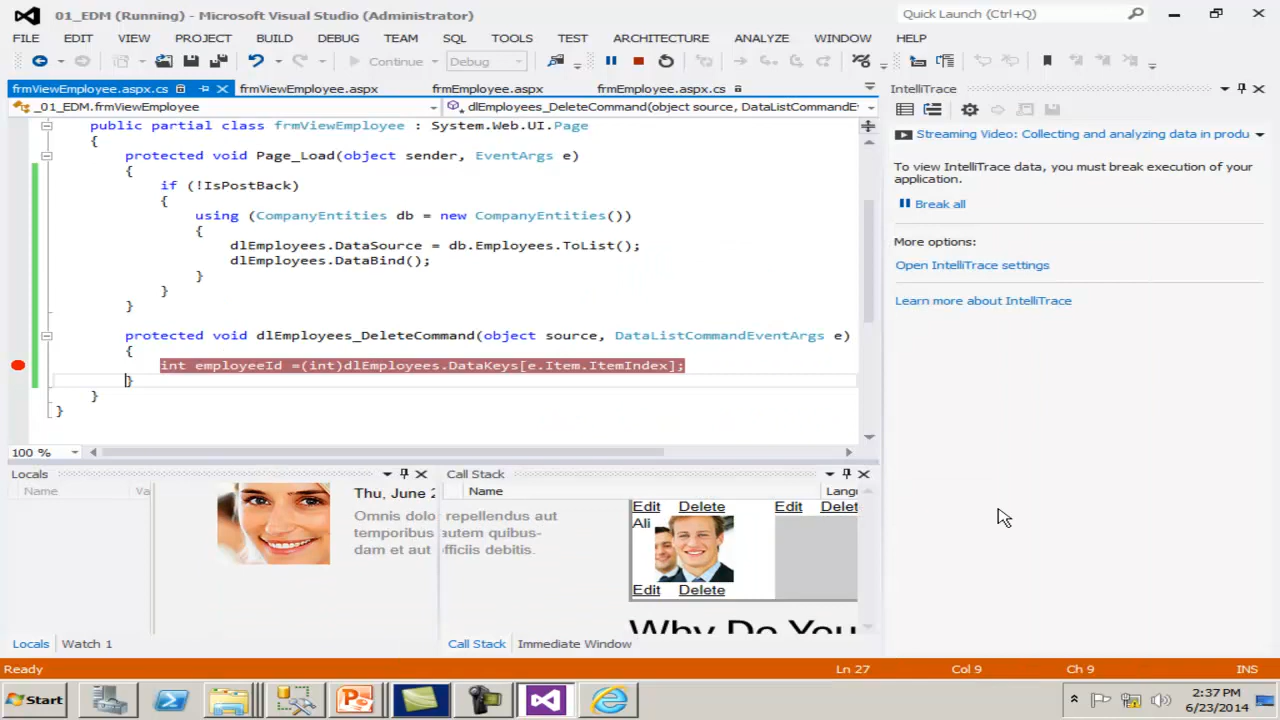 01_EDM (Running) - Microsoft Visual Studio (Administrator)
Quick Launch (Ctrl+Q)
FILE EDIT VIEW PROJECT BUILD DEBUG TEAM SQL TOOLS TEST ARCHITECTURE ANALYZE WINDOW HELP
Continue Debug
frmViewEmployee.aspx.cs frmViewEmployee.aspx frmEmployee.aspx frmEmployee.aspx.cs
_01_EDM.frmViewEmployee dlEmployees_DeleteCommand(object source, DataListCommandE
public partial class frmViewEmployee : System.Web.UI.Page
{
protected void Page_Load(object sender, EventArgs e)
{
if (!IsPostBack)
{
using (CompanyEntities db = new CompanyEntities())
{
dlEmployees.DataSource = db.Employees.ToList();
dlEmployees.DataBind();
}
}
}
protected void dlEmployees_DeleteCommand(object source, DataListCommandEventArgs e)
{
int employeeId =(int)dlEmployees.DataKeys[e.Item.ItemIndex];
}
}
}
100 %
IntelliTrace
Streaming Video: Collecting and analyzing data in produ
To view IntelliTrace data, you must break execution of your
application.
Break all
More options:
Open IntelliTrace settings
Learn more about IntelliTrace
Locals
Name Va
Thu, June 2
Omnis dolo repellendus aut
temporibus autem quibus-
dam et aut officiis debitis.
Call Stack
Name Langu
Edit Delete Edit Delet
Ali
Edit Delete
Why Do You
Locals Watch 1
Call Stack Immediate Window
Ready Ln 27 Col 9 Ch 9 INS
Start
2:37 PM
6/23/2014